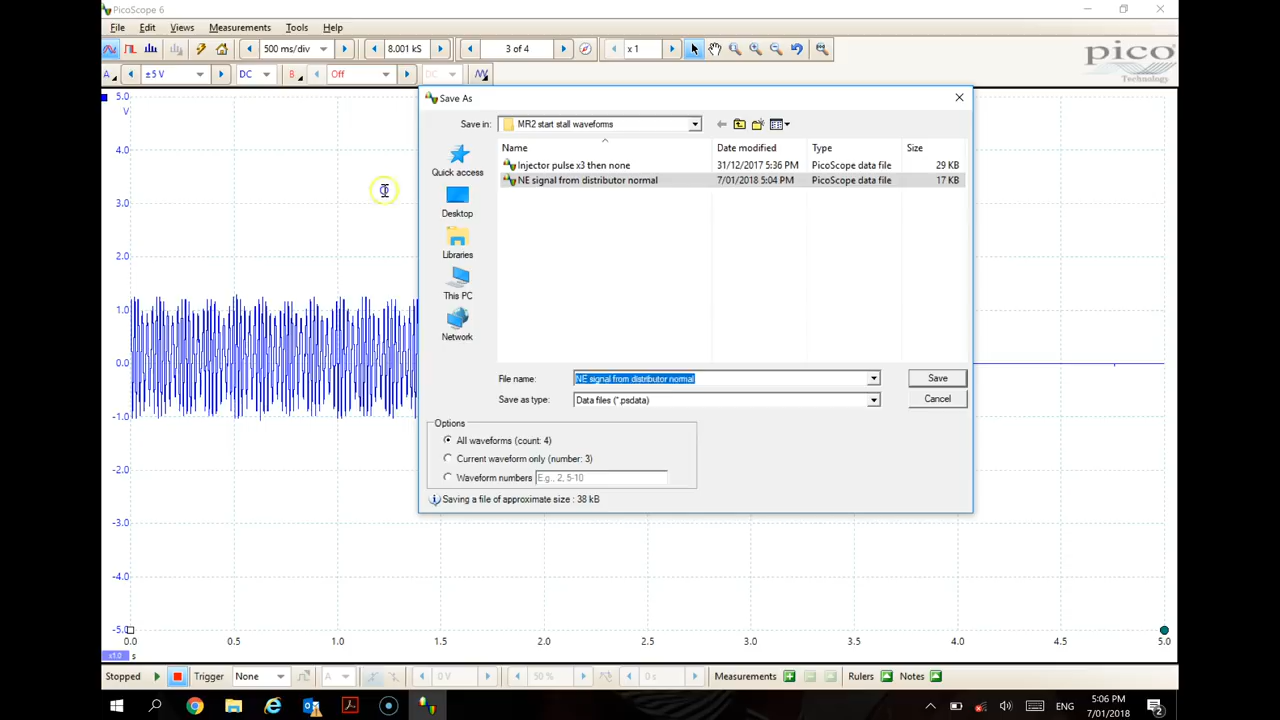 PicoScope 6
File Edit Views Measurements Tools Help
500 ms/div 8.001 kS 3 of 4 x 1
pico
Technology
A ±5 V DC B Off DC
5.0
V
4.0
3.0
2.0
1.0
0.0
-1.0
-2.0
-3.0
-4.0
-5.0
0.0 0.5 1.0 1.5 2.0 2.5 3.0 3.5 4.0 4.5 5.0
x1.0 s
Save As
Save in: MR2 start stall waveforms
Name Date modified Type Size
Injector pulse x3 then none 31/12/2017 5:36 PM PicoScope data file 29 KB
NE signal from distributor normal 7/01/2018 5:04 PM PicoScope data file 17 KB
Quick access
Desktop
Libraries
This PC
Network
File name: NE signal from distributor normal Save
Save as type: Data files (*.psdata) Cancel
Options
All waveforms (count: 4)
Current waveform only (number: 3)
Waveform numbers E.g.. 2, 5-10
Saving a file of approximate size : 38 kB
Stopped Trigger None A 0 V 50 % 0 s Measurements Rulers Notes
ENG 5:06 PM
7/01/2018
2